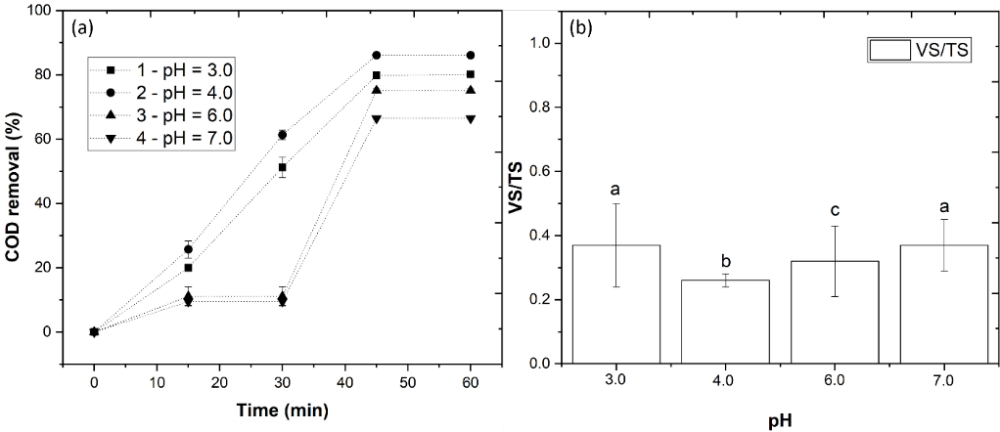 (a)
1 - pH = 3.0
2 - pH = 4.0
3 - pH = 6.0
4 - pH = 7.0
100
80
60
40
20
0
COD removal (%)
0 10 20 30 40 50 60
Time (min)
(b)
VS/TS
1.0
0.8
0.6
0.4
0.2
0.0
VS/TS
a
b
c
a
3.0 4.0 6.0 7.0
pH